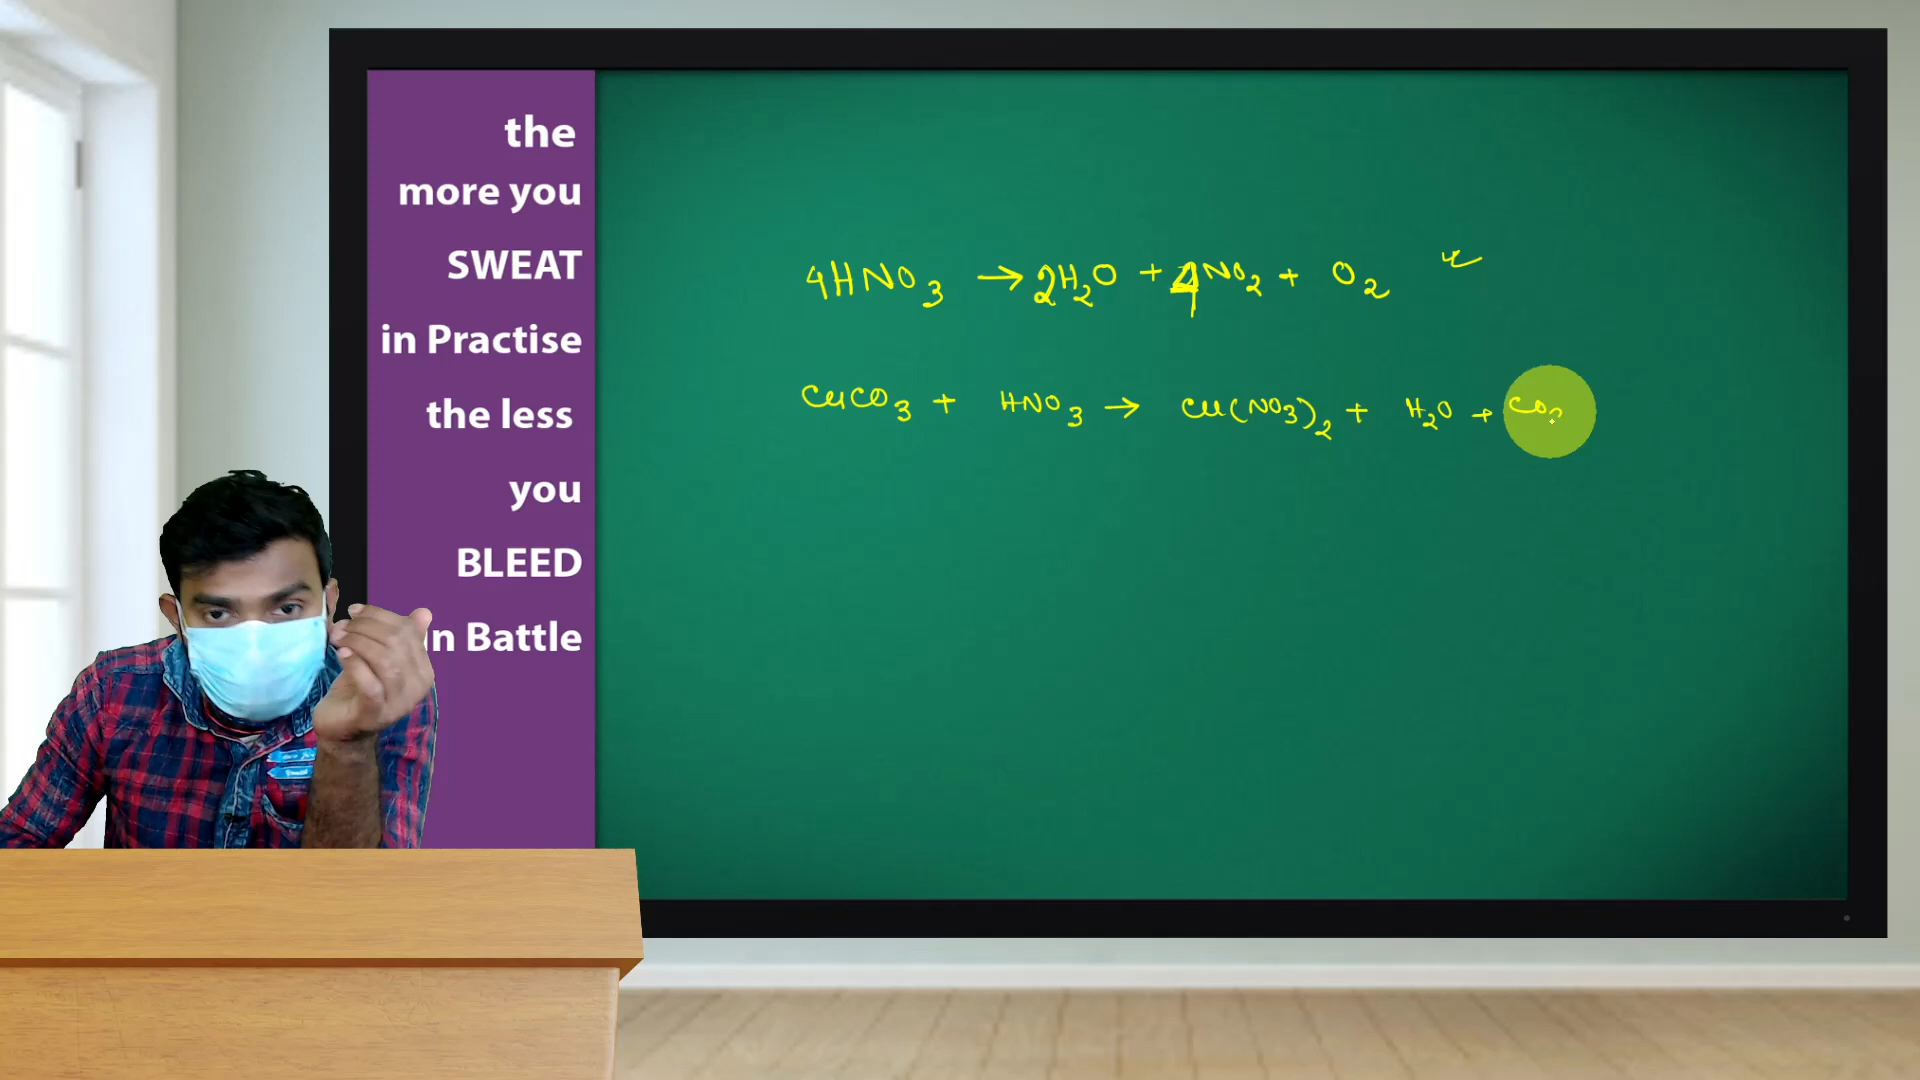 the
more you
SWEAT
in Practise
the less
you
BLEED
in Battle
4HNO3 → 2H2O + 4NO2 + O2
CuCO3 + HNO3 → Cu(NO3)2 + H2O + CO2